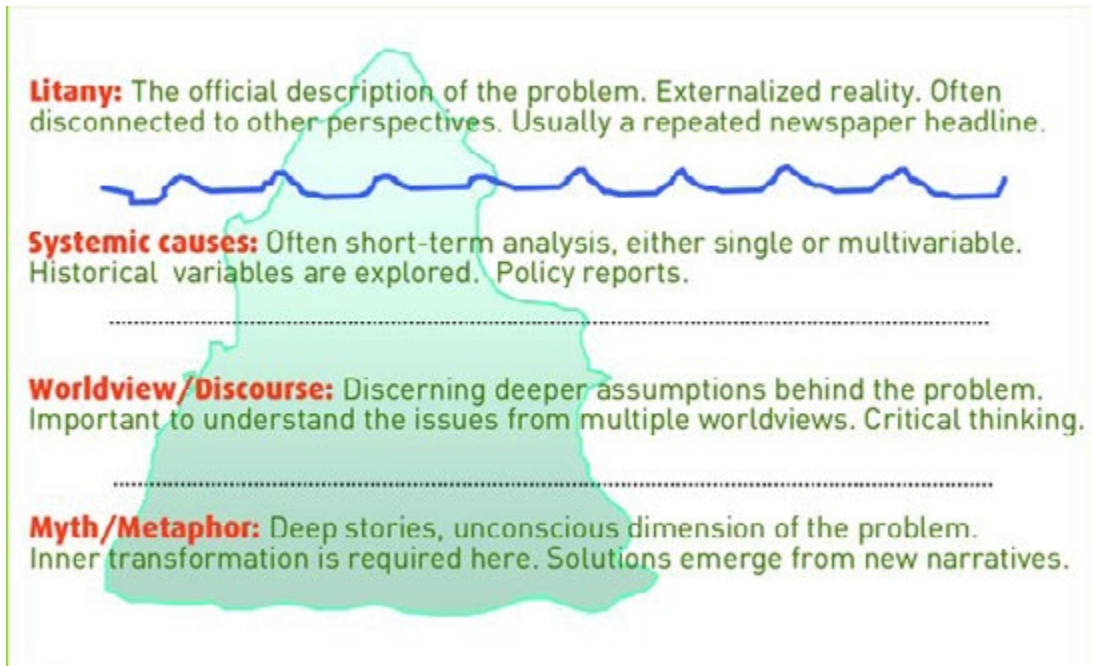 Litany: The official description of the problem. Externalized reality. Often
disconnected to other perspectives. Usually a repeated newspaper headline.
Systemic causes: Often short-term analysis, either single or multivariable.
Historical variables are explored. Policy reports.
Worldview/Discourse: Discerning deeper assumptions behind the problem.
Important to understand the issues from multiple worldviews. Critical thinking.
Myth/Metaphor: Deep stories, unconscious dimension of the problem.
Inner transformation is required here. Solutions emerge from new narratives.